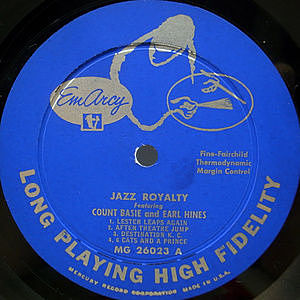 EmArcy
Fine-Fairchild
Thermodynamic
Margin Control
JAZZ ROYALTY
Featuring
COUNT BASIE and EARL HINES
1. LESTER LEAPS AGAIN
2. AFTER THEATRE JUMP
3. DESTINATION K. C.
4. 6 CATS AND A PRINCE
MG 26023 A
LONG PLAYING HIGH FIDELITY
MERCURY RECORD CORPORATION MADE IN U.S.A.